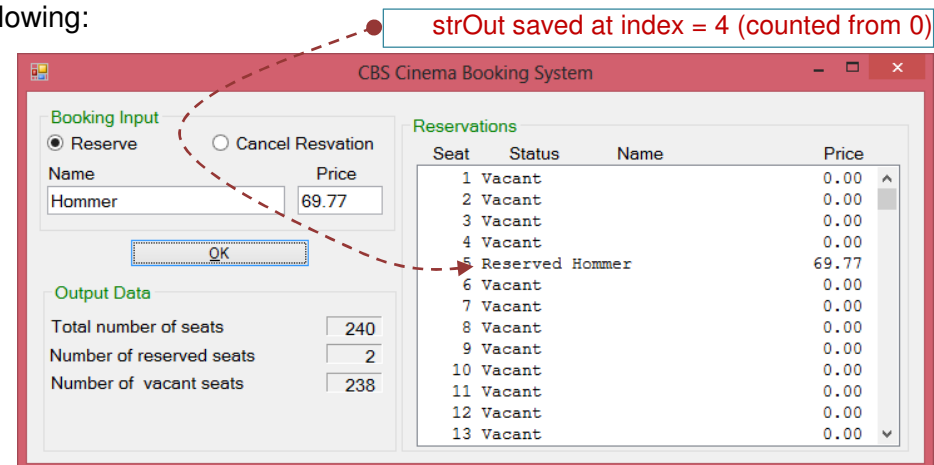 lowing:
strOut saved at index = 4 (counted from 0)
CBS Cinema Booking System
Booking Input
Reserve Cancel Resvation
Name Price
Hommer 69.77
OK
Output Data
Total number of seats 240
Number of reserved seats 2
Number of vacant seats 238
Reservations
Seat Status Name Price
1 Vacant 0.00
2 Vacant 0.00
3 Vacant 0.00
4 Vacant 0.00
5 Reserved Hommer 69.77
6 Vacant 0.00
7 Vacant 0.00
8 Vacant 0.00
9 Vacant 0.00
10 Vacant 0.00
11 Vacant 0.00
12 Vacant 0.00
13 Vacant 0.00